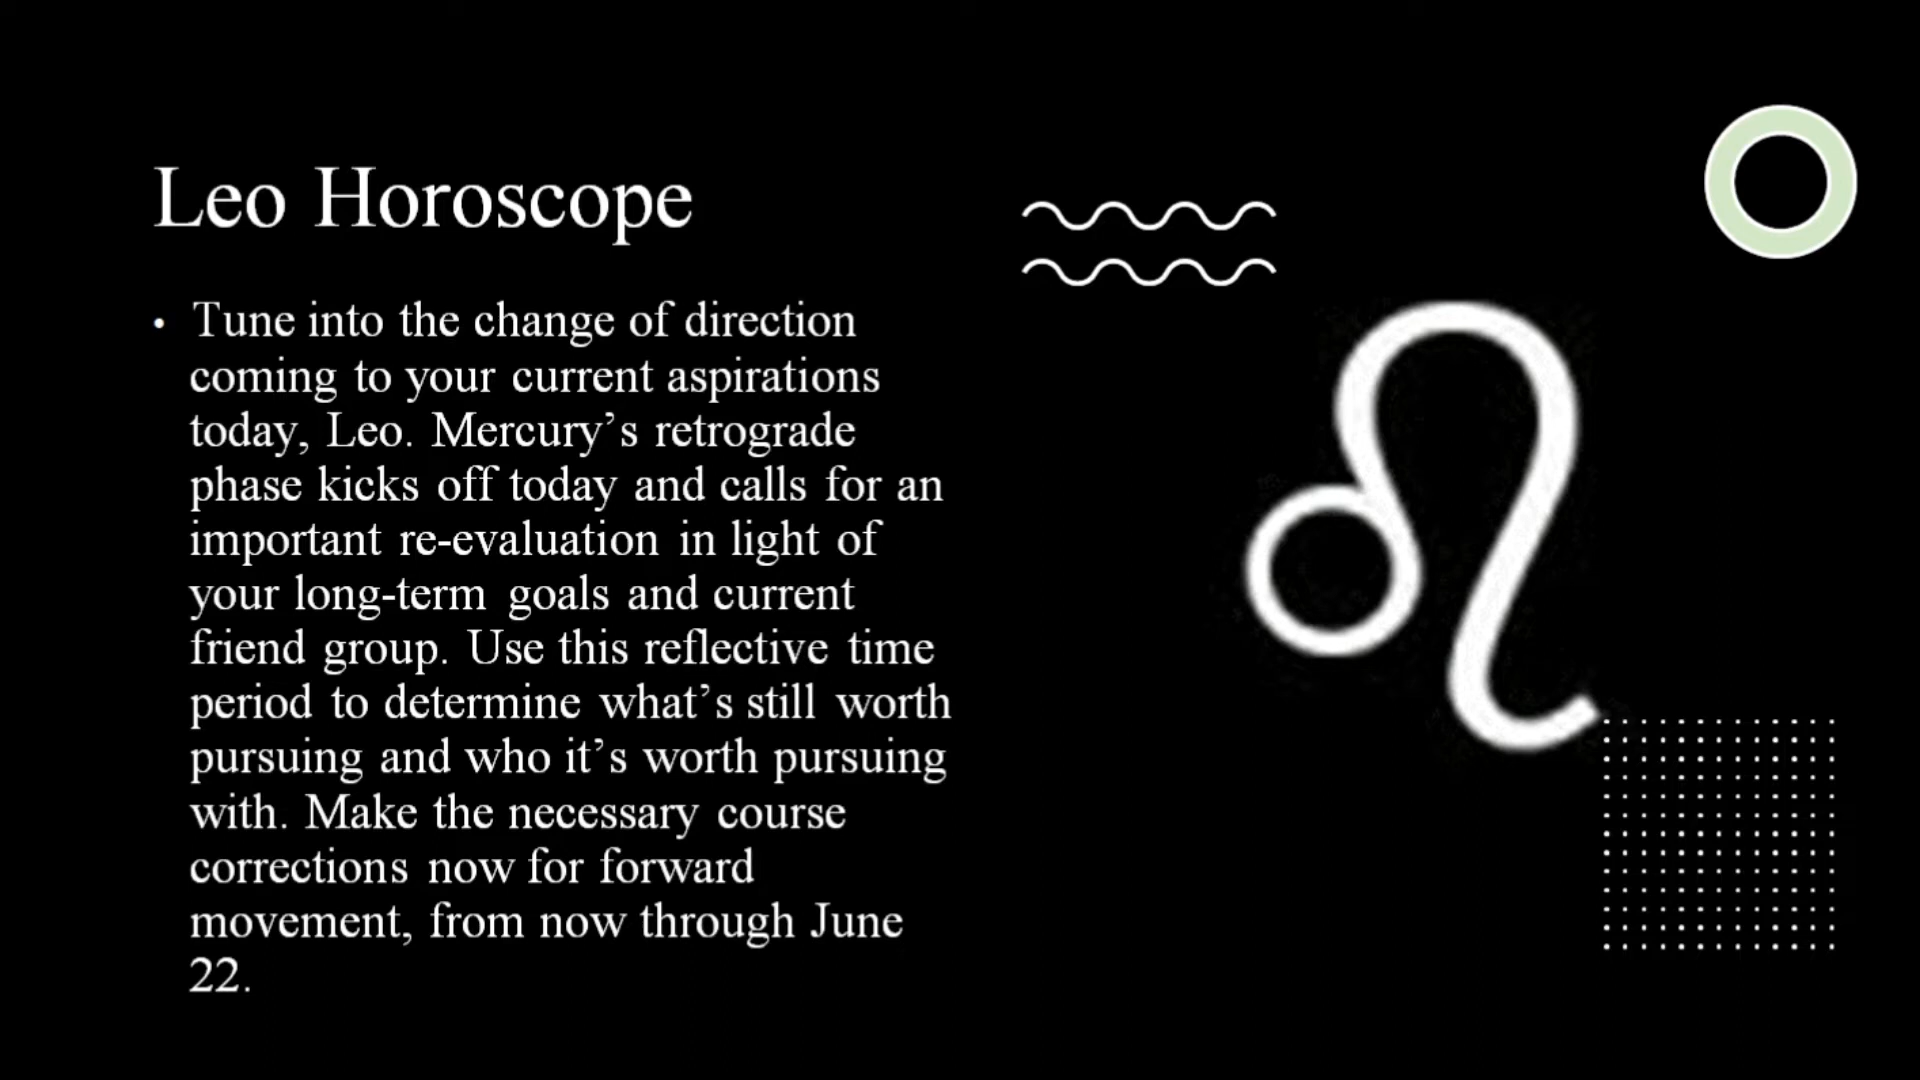 Leo Horoscope
• Tune into the change of direction
coming to your current aspirations
today, Leo. Mercury’s retrograde
phase kicks off today and calls for an
important re-evaluation in light of
your long-term goals and current
friend group. Use this reflective time
period to determine what’s still worth
pursuing and who it’s worth pursuing
with. Make the necessary course
corrections now for forward
movement, from now through June
22.